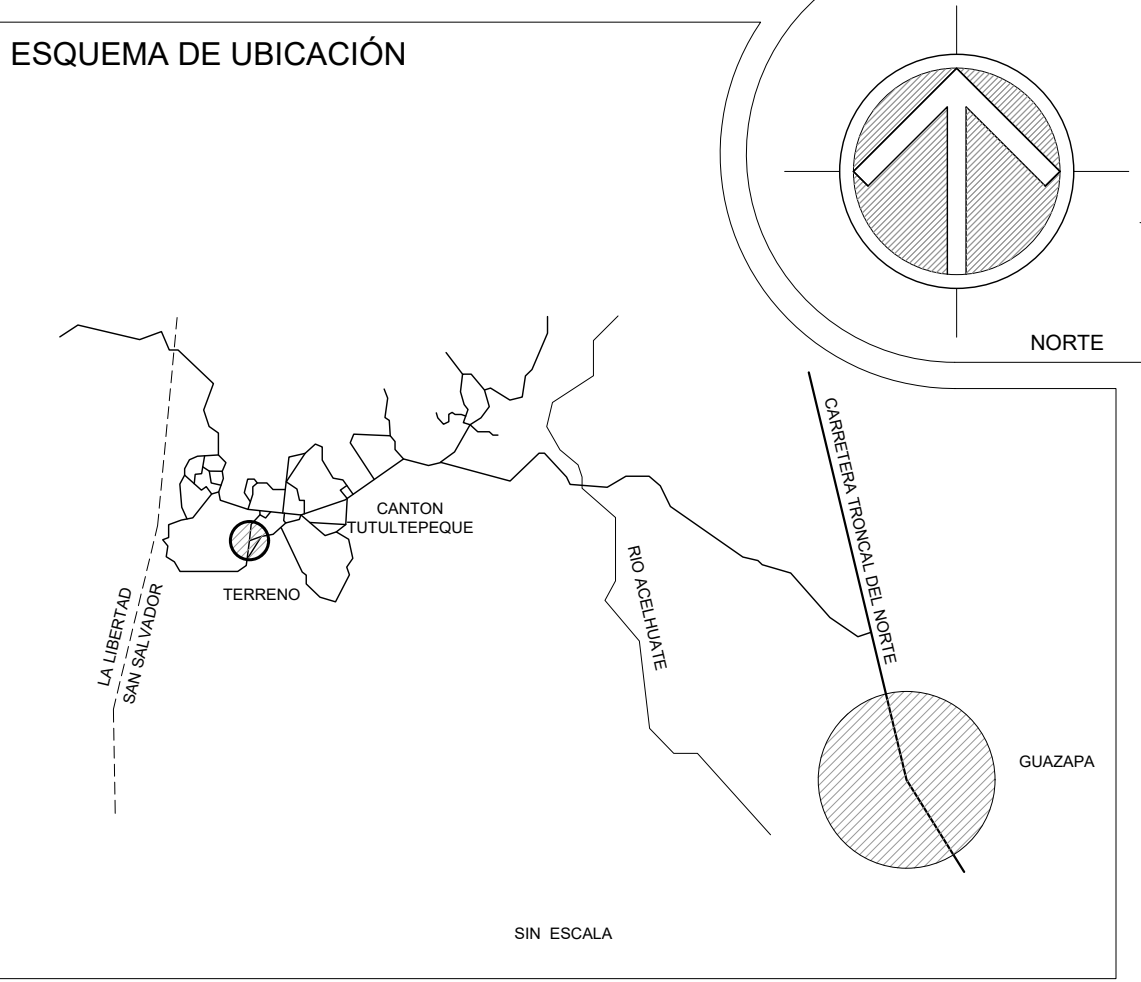 ESQUEMA DE UBICACIÓN
NORTE
CARRETERA TRONCAL DEL NORTE
CANTON
TUTULTEPEQUE
RIO ACELHUATE
TERRENO
LA LIBERTAD
SAN SALVADOR
GUAZAPA
SIN ESCALA